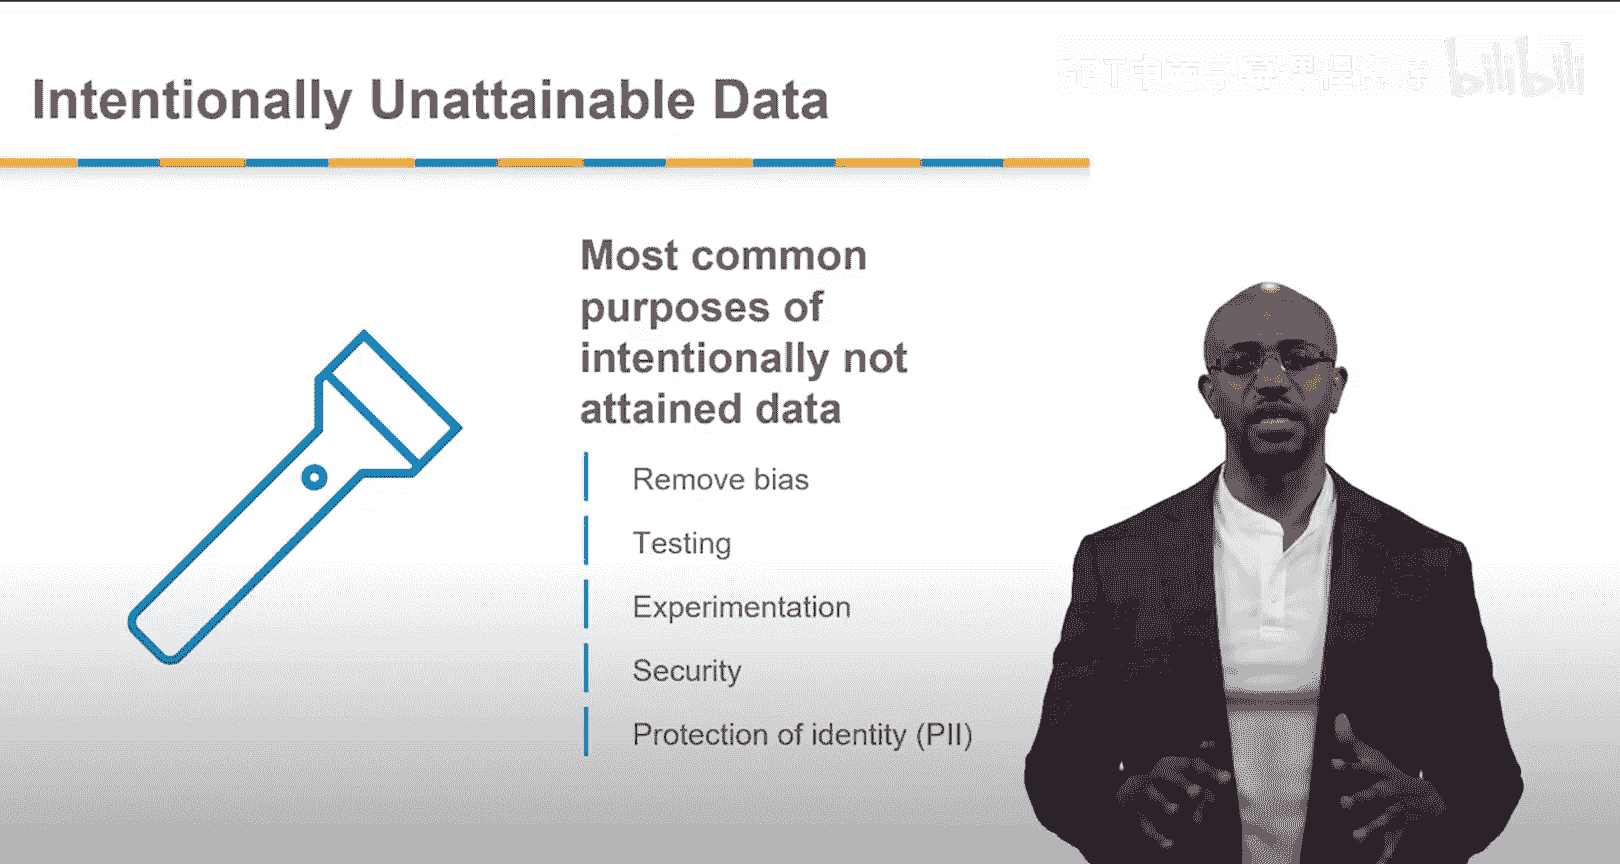 Intentionally Unattainable Data
bilibili
Most common
purposes of
intentionally not
attained data
Remove bias
Testing
Experimentation
Security
Protection of identity (PII)